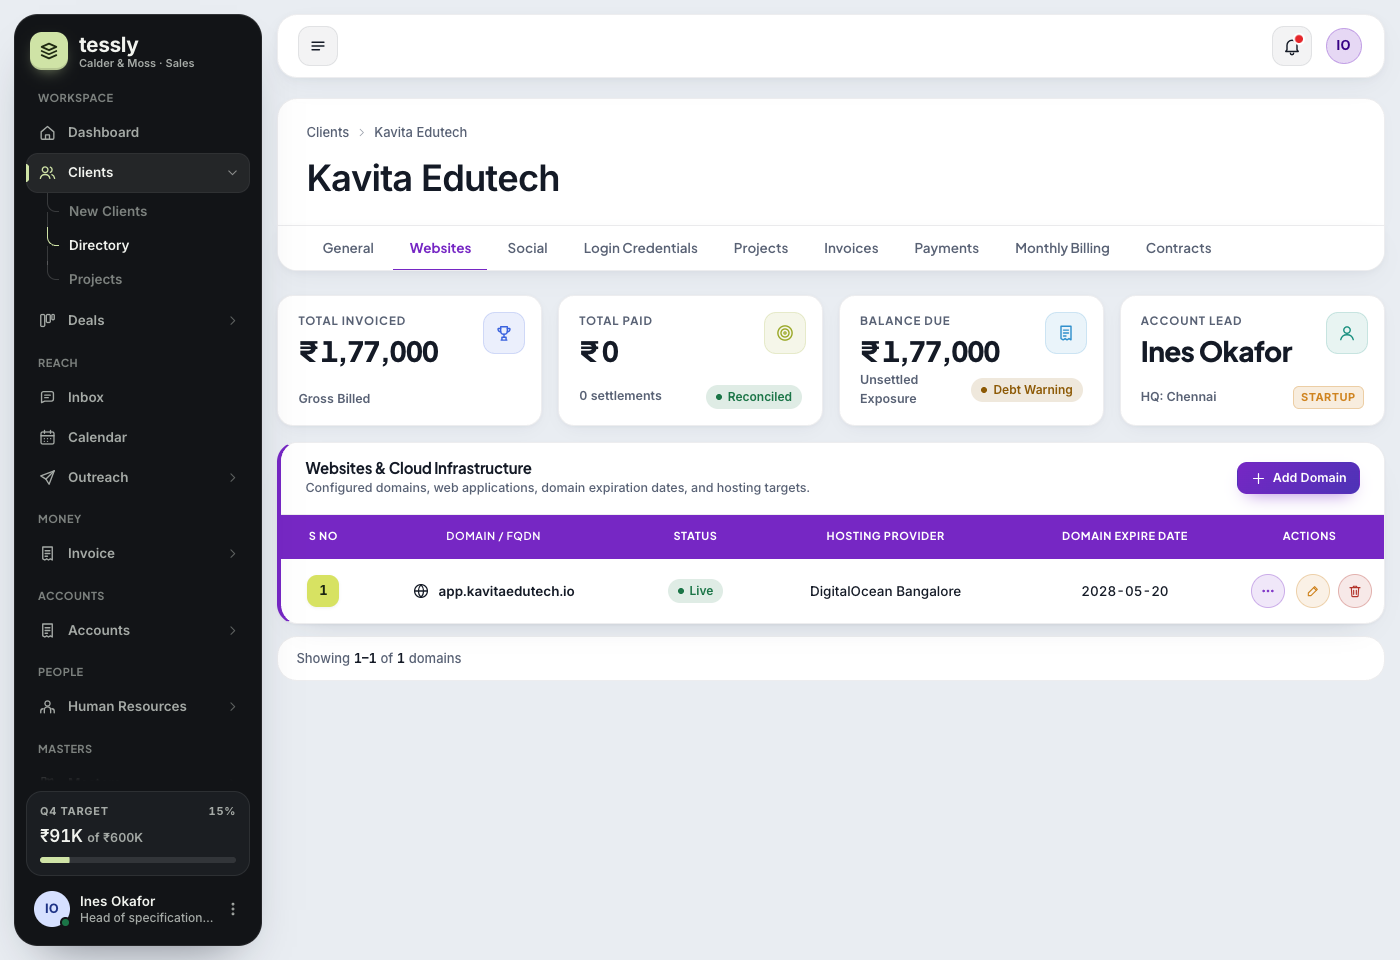 tessly
Calder & Moss · Sales
WORKSPACE
Dashboard
Clients
New Clients
Directory
Projects
Deals
REACH
Inbox
Calendar
Outreach
MONEY
Invoice
ACCOUNTS
Accounts
PEOPLE
Human Resources
MASTERS
Q4 TARGET 15%
₹91K of ₹600K
IO
Ines Okafor
Head of specification...
IO
Clients > Kavita Edutech
Kavita Edutech
General Websites Social Login Credentials Projects Invoices Payments Monthly Billing Contracts
TOTAL INVOICED
₹1,77,000
Gross Billed
TOTAL PAID
₹0
0 settlements
Reconciled
BALANCE DUE
₹1,77,000
Unsettled
Exposure
Debt Warning
ACCOUNT LEAD
Ines Okafor
HQ: Chennai
STARTUP
Websites & Cloud Infrastructure
Configured domains, web applications, domain expiration dates, and hosting targets.
Add Domain
S NO DOMAIN / FQDN STATUS HOSTING PROVIDER DOMAIN EXPIRE DATE ACTIONS
1 app.kavitaedutech.io Live DigitalOcean Bangalore 2028-05-20
Showing 1–1 of 1 domains